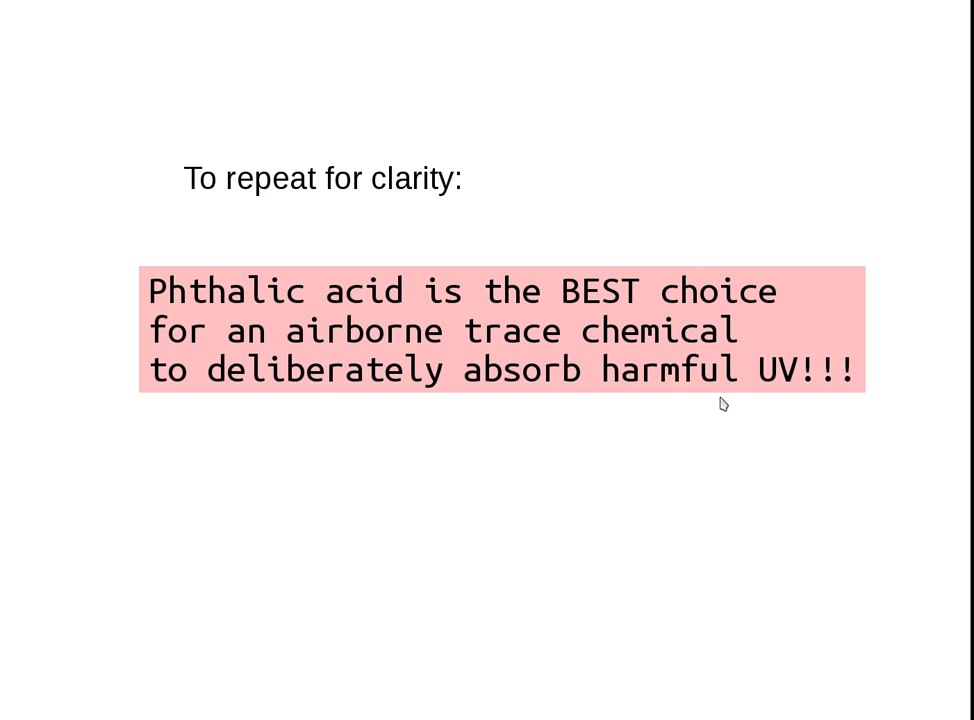 To repeat for clarity:
Phthalic acid is the BEST choice
for an airborne trace chemical
to deliberately absorb harmful UV!!!